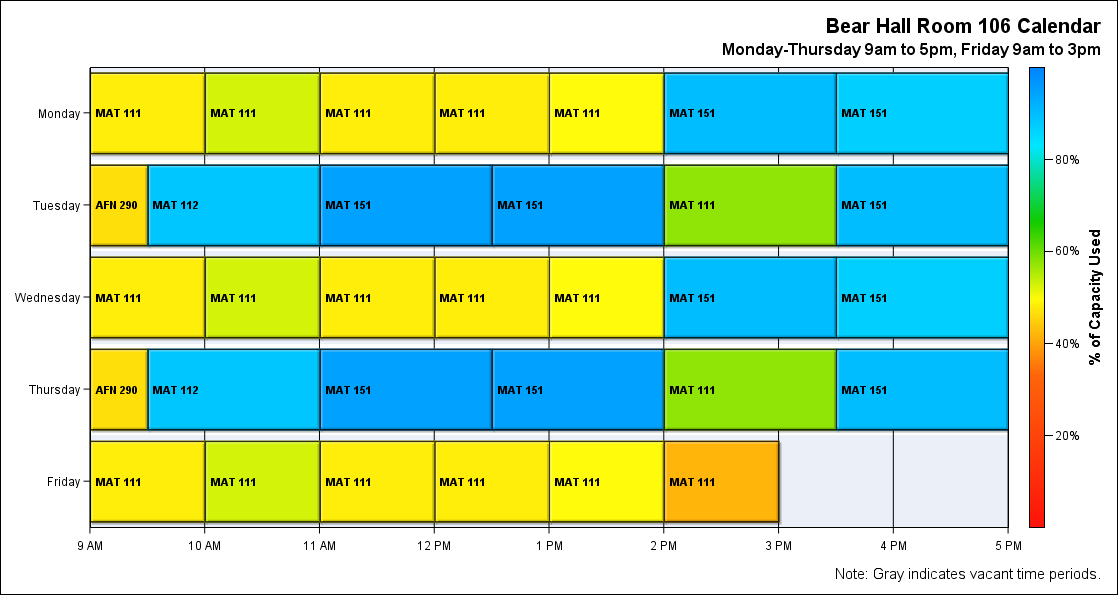 Bear Hall Room 106 Calendar
Monday-Thursday 9am to 5pm, Friday 9am to 3pm
Monday MAT 111 MAT 111 MAT 111 MAT 111 MAT 111 MAT 151 MAT 151
Tuesday AFN 290 MAT 112 MAT 151 MAT 151 MAT 111 MAT 151
Wednesday MAT 111 MAT 111 MAT 111 MAT 111 MAT 111 MAT 151 MAT 151
Thursday AFN 290 MAT 112 MAT 151 MAT 151 MAT 111 MAT 151
Friday MAT 111 MAT 111 MAT 111 MAT 111 MAT 111 MAT 111
9 AM 10 AM 11 AM 12 PM 1 PM 2 PM 3 PM 4 PM 5 PM
80%
60%
40%
20%
% of Capacity Used
Note: Gray indicates vacant time periods.